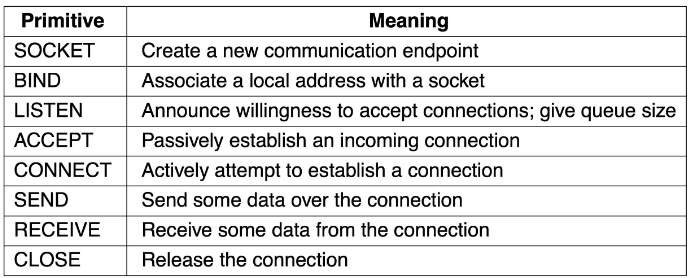 Primitive Meaning
SOCKET Create a new communication endpoint
BIND Associate a local address with a socket
LISTEN Announce willingness to accept connections; give queue size
ACCEPT Passively establish an incoming connection
CONNECT Actively attempt to establish a connection
SEND Send some data over the connection
RECEIVE Receive some data from the connection
CLOSE Release the connection